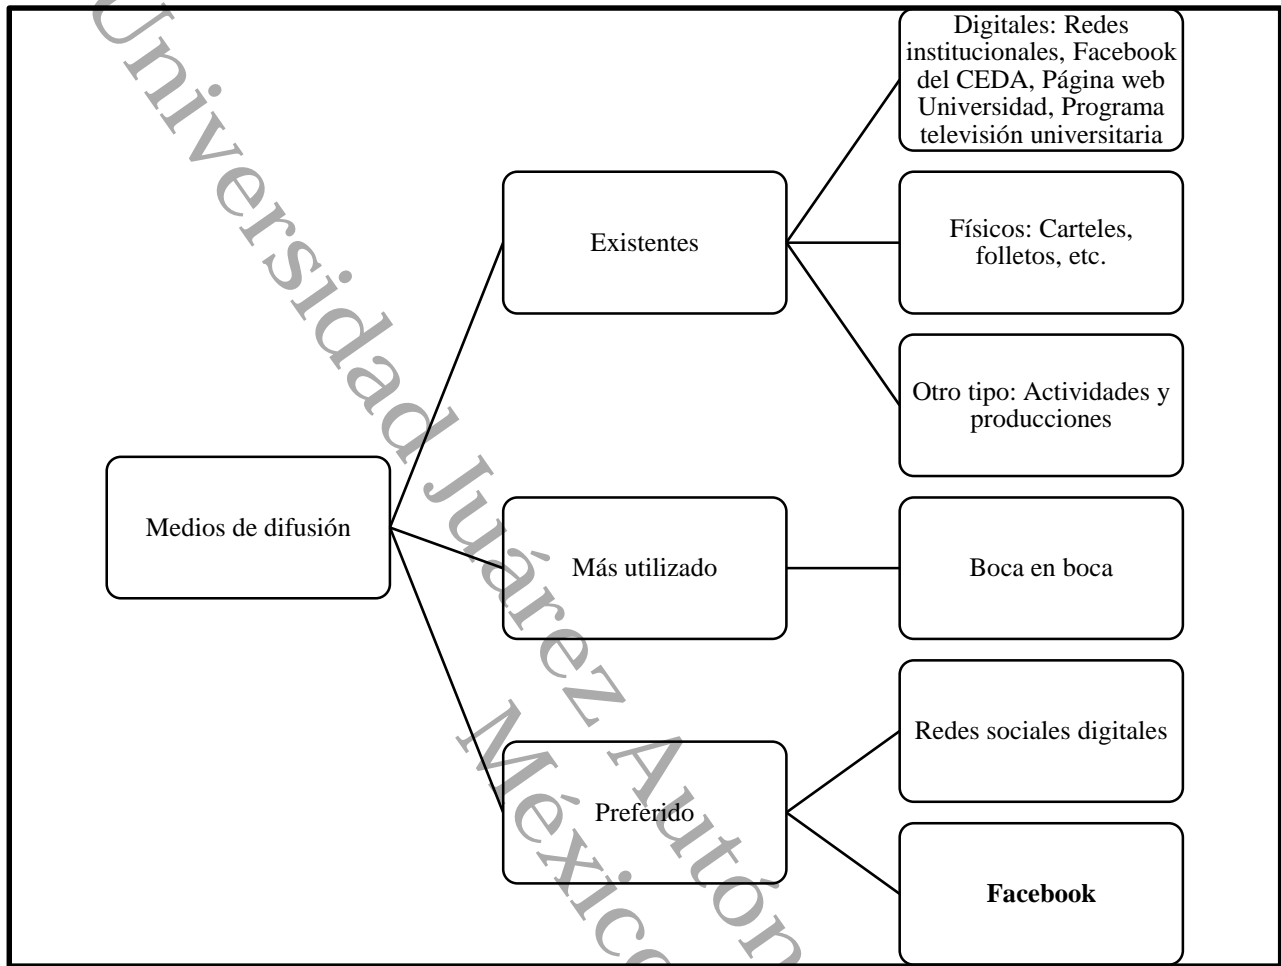 Digitales: Redes
institucionales, Facebook
del CEDA, Página web
Universidad, Programa
televisión universitaria
Existentes
Físicos: Carteles,
folletos, etc.
Otro tipo: Actividades y
producciones
Medios de difusión
Más utilizado
Boca en boca
Preferido
Redes sociales digitales
Facebook
Universidad Juárez Autón
México